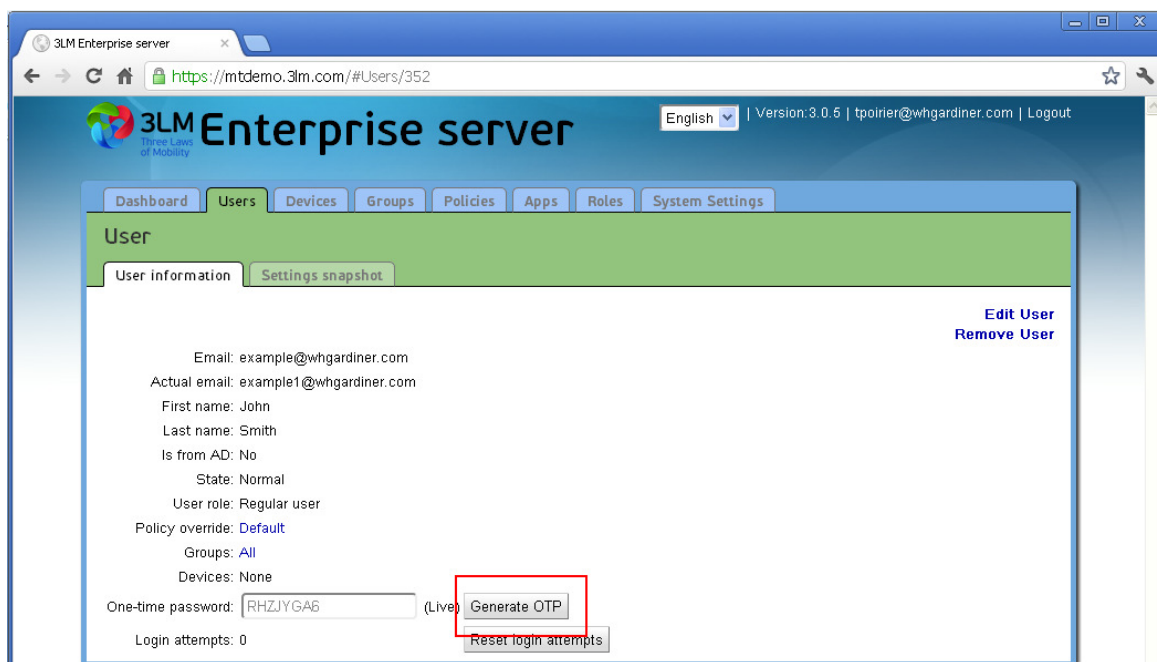 3LM Enterprise server
https://mtdemo.3lm.com/#Users/352
3LM Three Laws of Mobility Enterprise server
English | Version:3.0.5 | tpoirier@whgardiner.com | Logout
Dashboard Users Devices Groups Policies Apps Roles System Settings
User
User information Settings snapshot
Edit User
Remove User
Email: example@whgardiner.com
Actual email: example1@whgardiner.com
First name: John
Last name: Smith
Is from AD: No
State: Normal
User role: Regular user
Policy override: Default
Groups: All
Devices: None
One-time password: RHZJYGA6 (Live) Generate OTP
Login attempts: 0 Reset login attempts